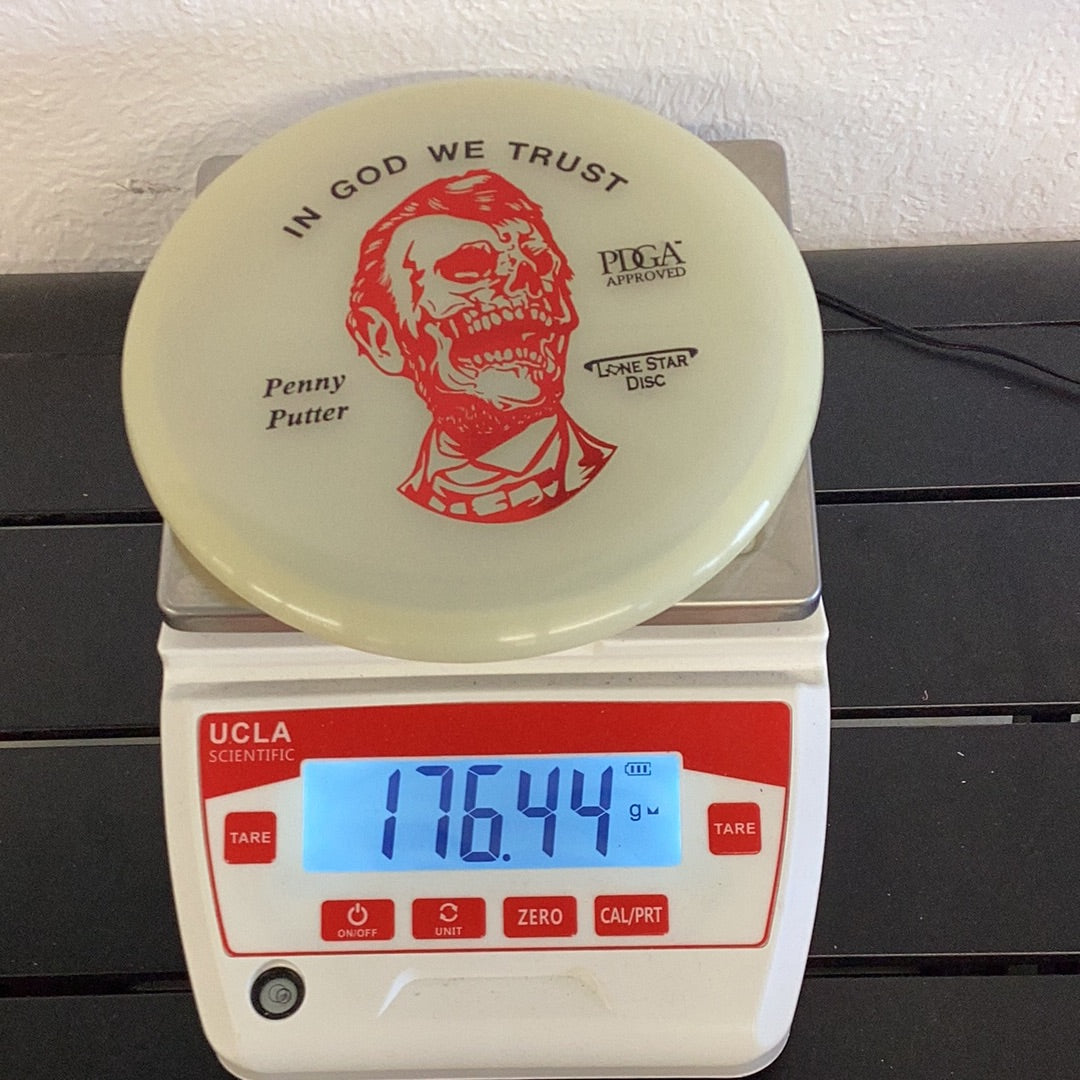 IN GOD WE TRUST
PDGA™
APPROVED
Penny
Putter
LONE STAR
DISC
UCLA
SCIENTIFIC
176.44 g
TARE
TARE
ON/OFF
UNIT
ZERO
CAL/PRT